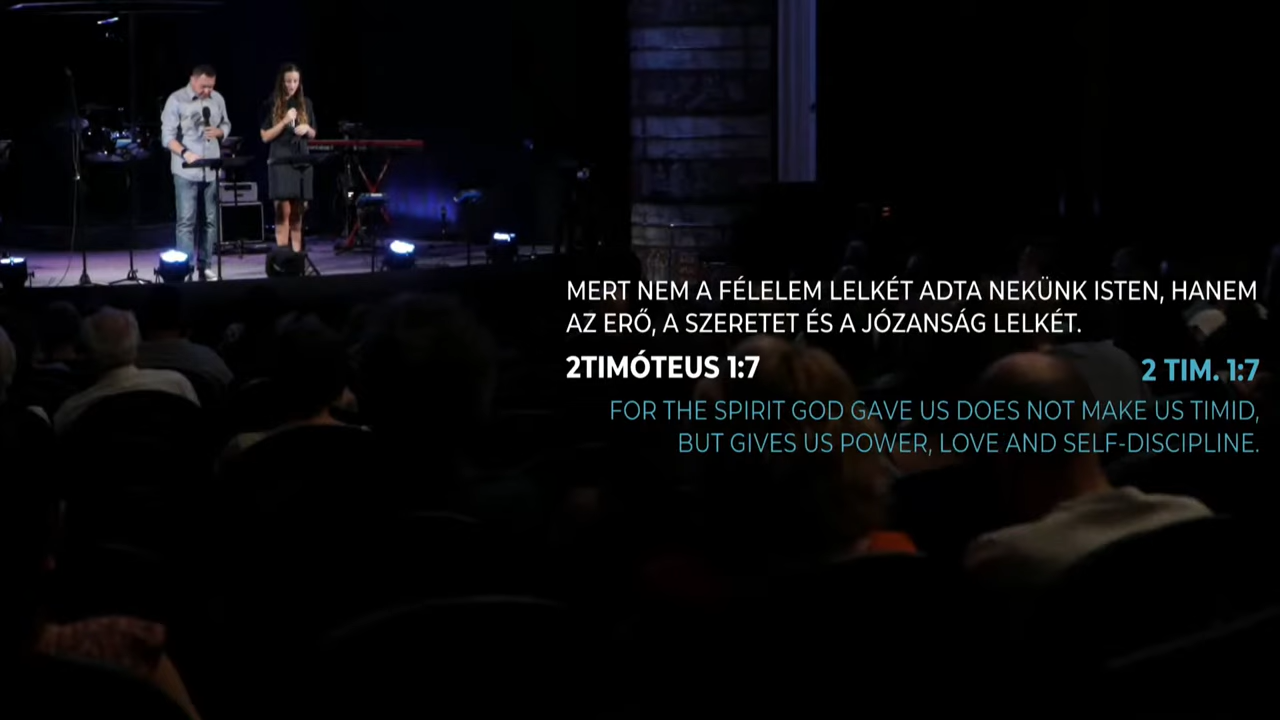 MERT NEM A FÉLELEM LELKÉT ADTA NEKÜNK ISTEN, HANEM
AZ ERŐ, A SZERETET ÉS A JÓZANSÁG LELKÉT.
2TIMÓTEUS 1:7
2 TIM. 1:7
FOR THE SPIRIT GOD GAVE US DOES NOT MAKE US TIMID,
BUT GIVES US POWER, LOVE AND SELF-DISCIPLINE.